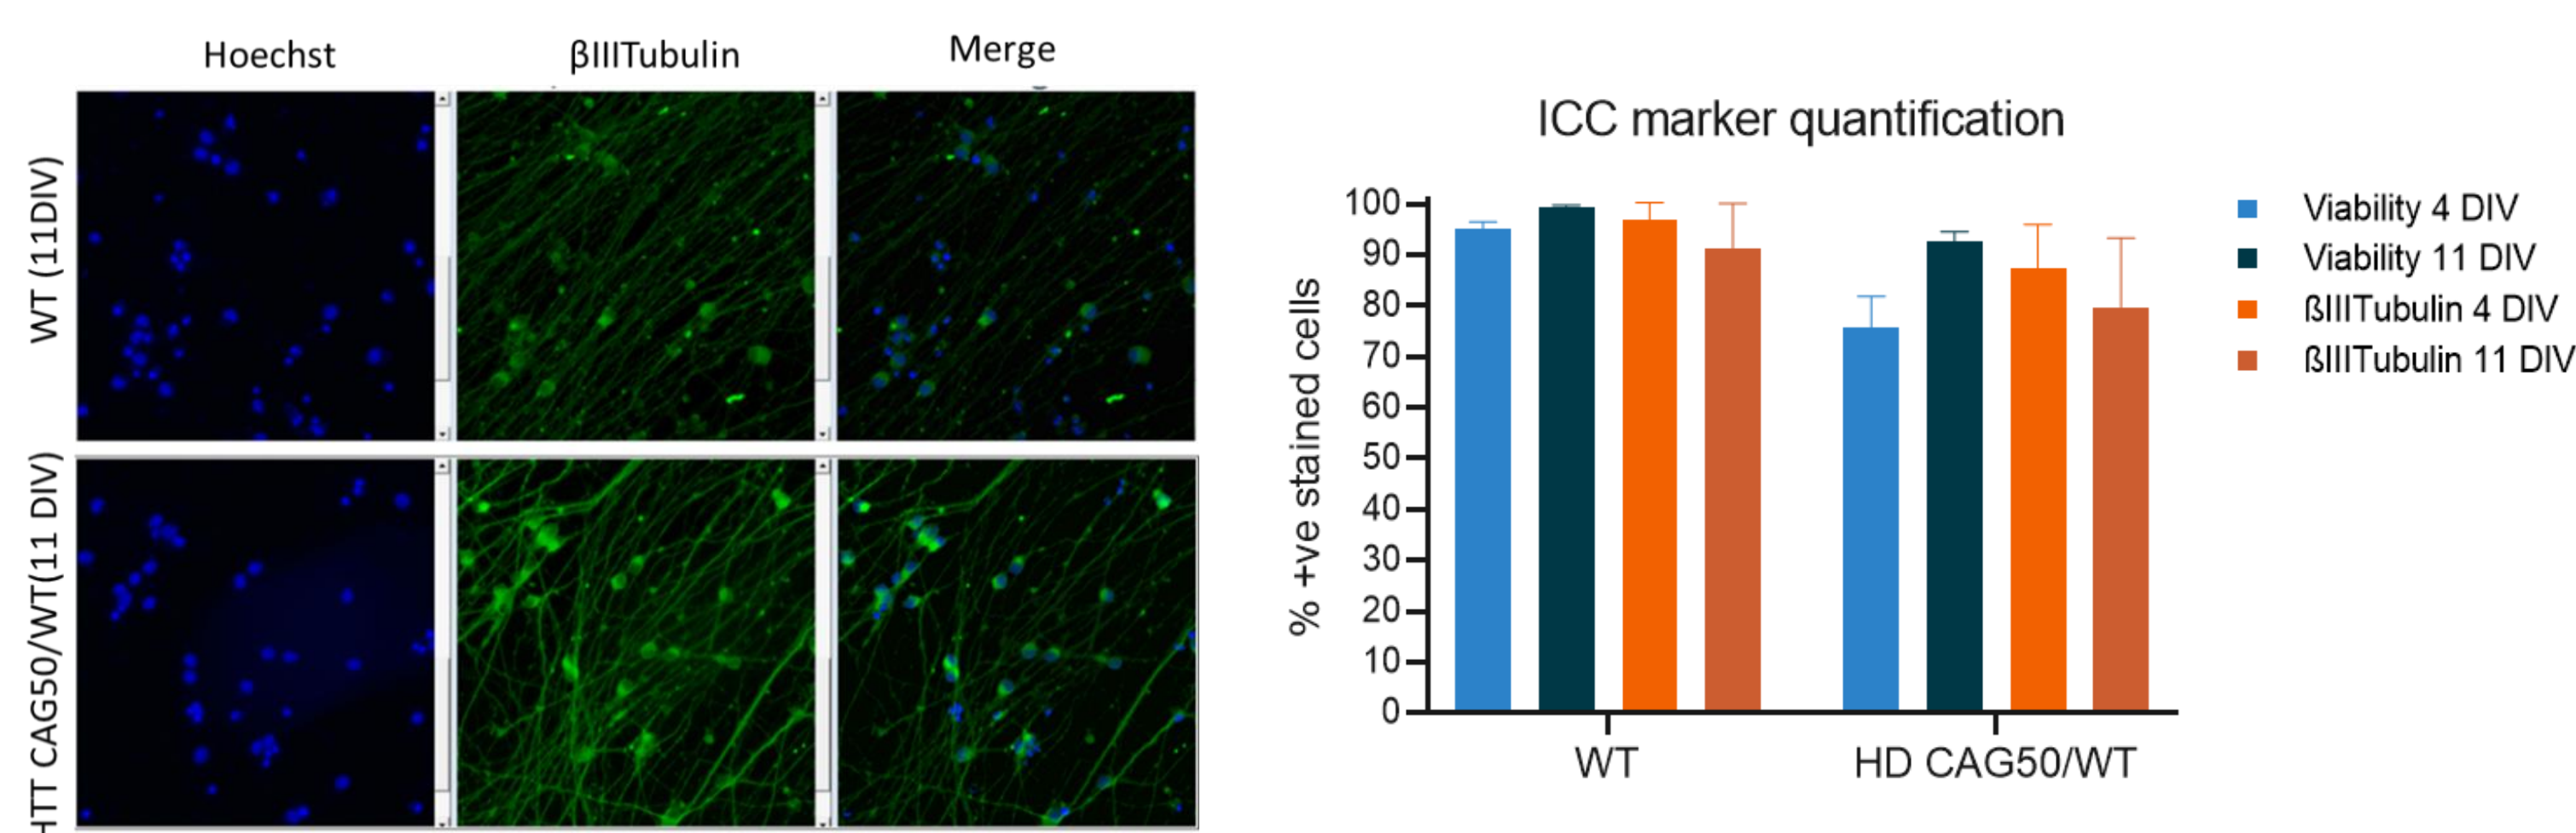 Hoechst
βIIITubulin
Merge
WT (11DIV)
HTT CAG50/WT(11 DIV)
ICC marker quantification
% +ve stained cells
100
90
80
70
60
50
40
30
20
10
0
WT
HD CAG50/WT
Viability 4 DIV
Viability 11 DIV
ßIIITubulin 4 DIV
ßIIITubulin 11 DIV